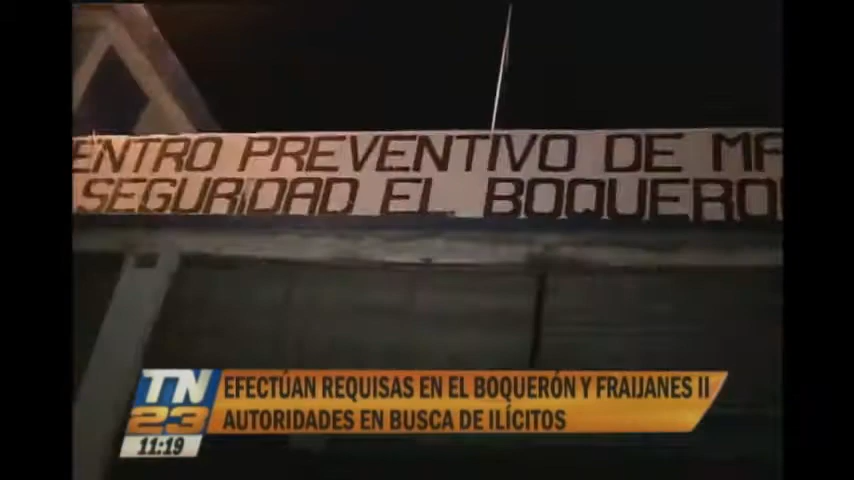 ENTRO PREVENTIVO DE MA
SEGURIDAD EL BOQUERO
TN
23
11:19
EFECTÚAN REQUISAS EN EL BOQUERÓN Y FRAIJANES II
AUTORIDADES EN BUSCA DE ILÍCITOS